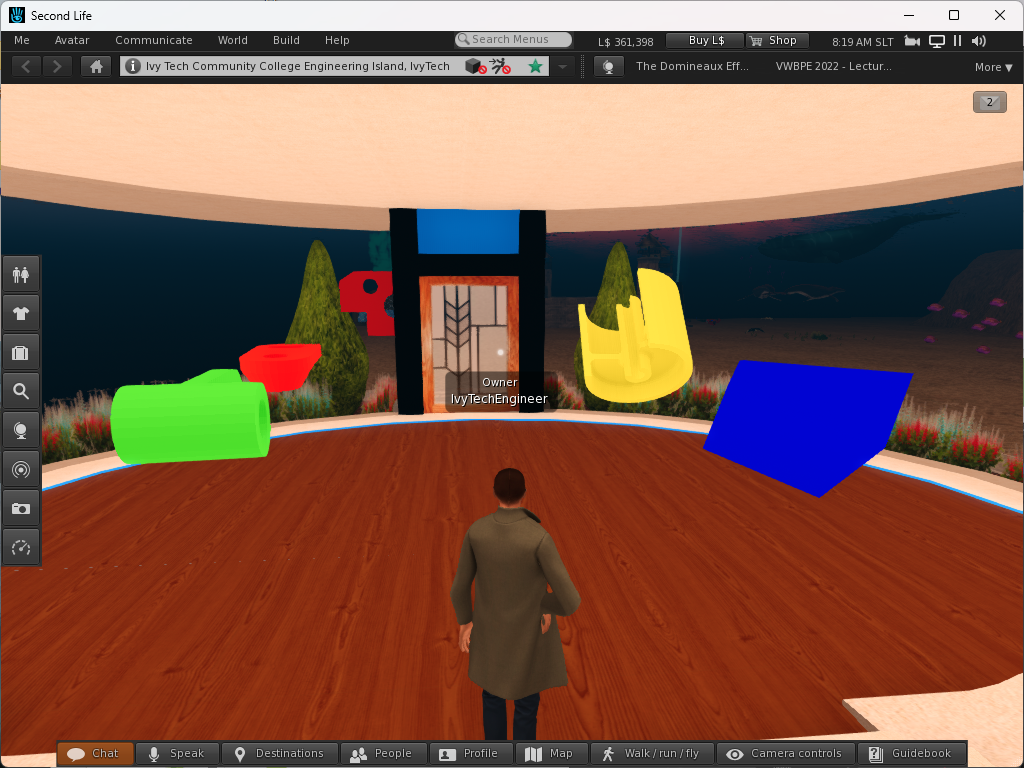 Second Life
Me Avatar Communicate World Build Help Search Menus L$ 361,398 Buy L$ Shop 8:19 AM SLT
Ivy Tech Community College Engineering Island, IvyTech The Domineaux Eff... VWBPE 2022 - Lectur... More
2
Owner
IvyTechEngineer
Chat Speak Destinations People Profile Map Walk / run / fly Camera controls Guidebook